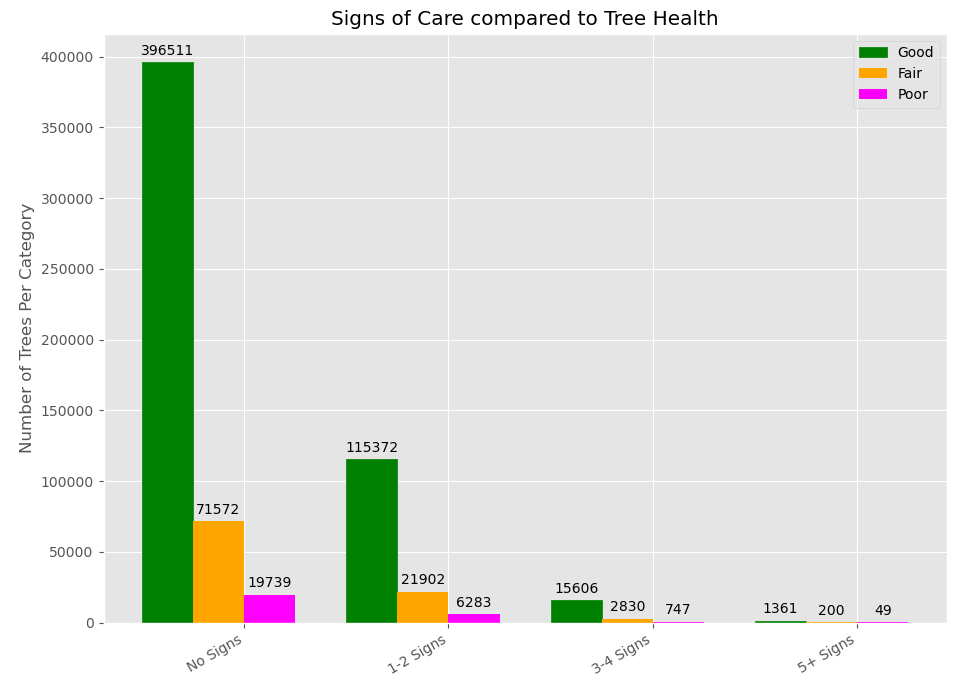 Signs of Care compared to Tree Health
396511
Good
Fair
Poor
400000
350000
300000
250000
200000
150000
100000
50000
0
Number of Trees Per Category
71572
19739
115372
21902
6283
15606
2830
747
1361
200
49
No Signs
1-2 Signs
3-4 Signs
5+ Signs